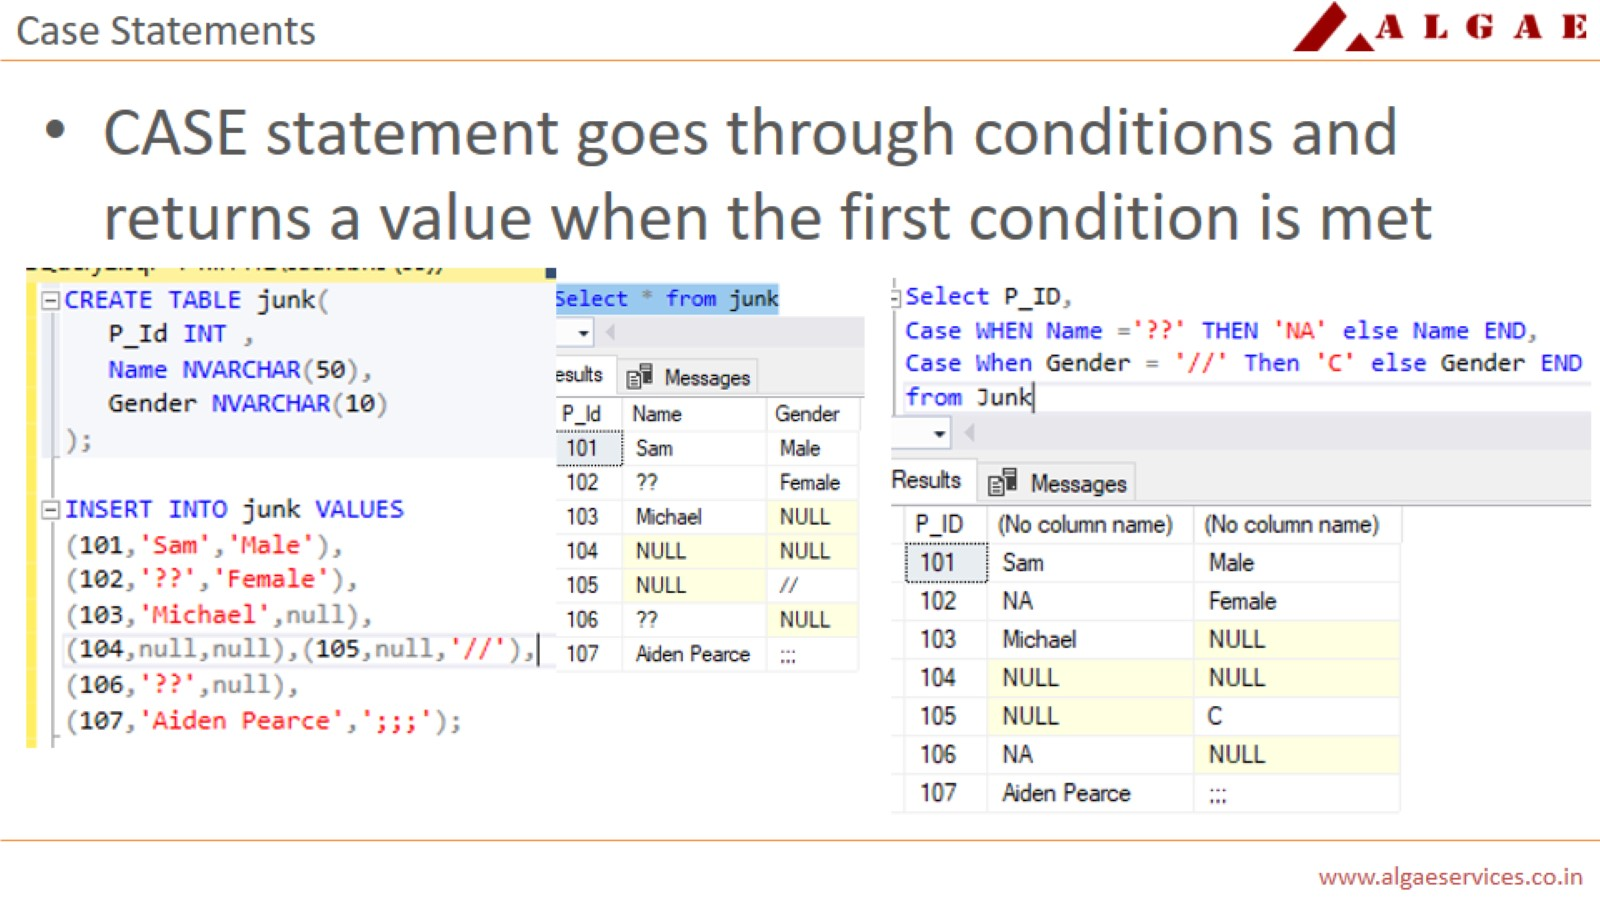 Case Statements
ALGAE
• CASE statement goes through conditions and
returns a value when the first condition is met
CREATE TABLE junk(
P_Id INT ,
Name NVARCHAR(50),
Gender NVARCHAR(10)
);
INSERT INTO junk VALUES
(101,'Sam','Male'),
(102,'??','Female'),
(103,'Michael',null),
(104,null,null),(105,null,'//'),
(106,'??',null),
(107,'Aiden Pearce',';;;');
Select * from junk
esults Messages
P_Id Name Gender
101 Sam Male
102 ?? Female
103 Michael NULL
104 NULL NULL
105 NULL //
106 ?? NULL
107 Aiden Pearce ;;;
Select P_ID,
Case WHEN Name ='??' THEN 'NA' else Name END,
Case When Gender = '//' Then 'C' else Gender END
from Junk
Results Messages
P_ID (No column name) (No column name)
101 Sam Male
102 NA Female
103 Michael NULL
104 NULL NULL
105 NULL C
106 NA NULL
107 Aiden Pearce ;;;
www.algaeservices.co.in